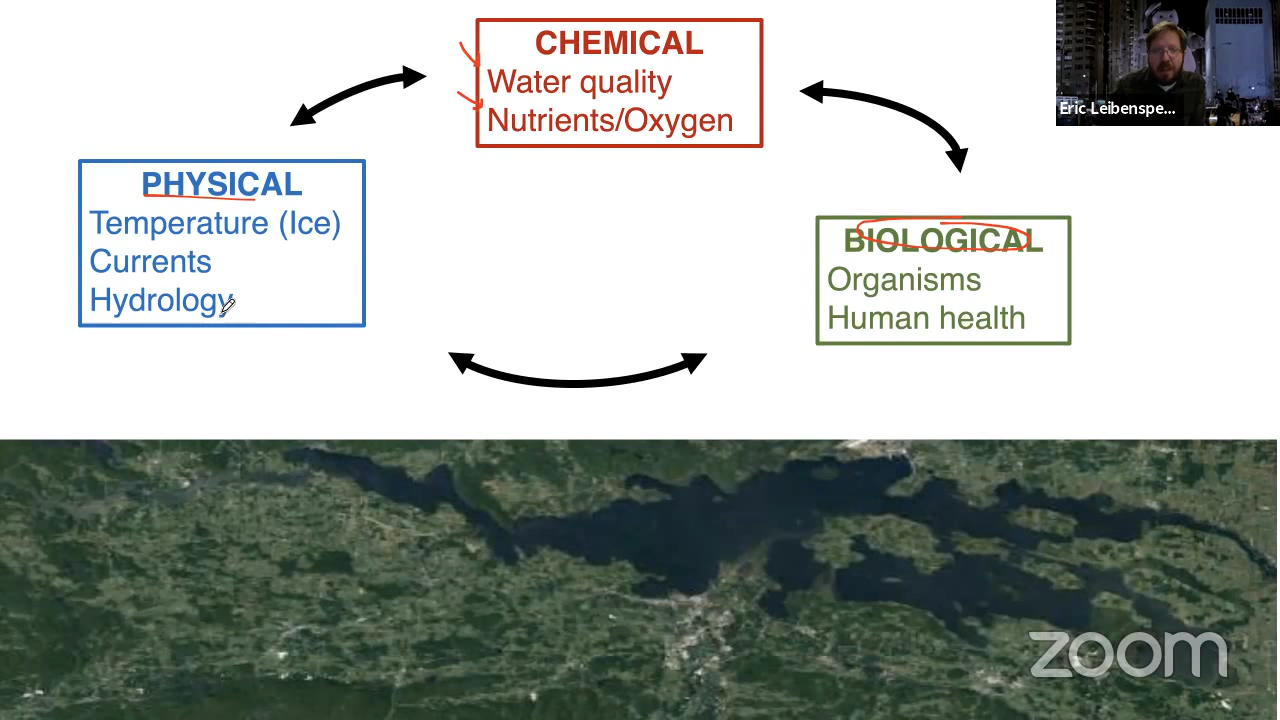 CHEMICAL
Water quality
Nutrients/Oxygen
Eric Leibenspe...
PHYSICAL
Temperature (Ice)
Currents
Hydrology
BIOLOGICAL
Organisms
Human health
zoom